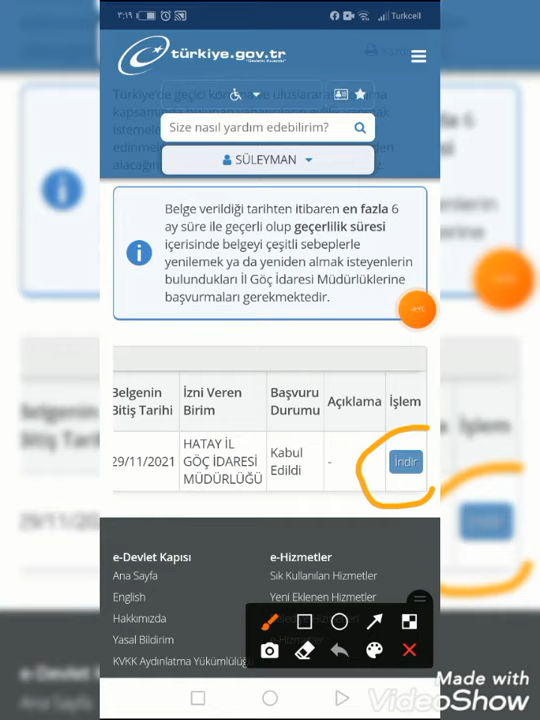 ٣:١٩
Turkcell
türkiye.gov.tr
Size nasıl yardım edebilirim?
SÜLEYMAN
Belge verildiği tarihten itibaren en fazla 6
ay süre ile geçerli olup geçerlilik süresi
içerisinde belgeyi çeşitli sebeplerle
yenilemek ya da yeniden almak isteyenlerin
bulundukları İl Göç İdaresi Müdürlüklerine
başvurmaları gerekmektedir.
Belgenin Bitiş Tarihi
İzni Veren Birim
Başvuru Durumu
Açıklama
İşlem
29/11/2021
HATAY İL GÖÇ İDARESİ MÜDÜRLÜĞÜ
Kabul Edildi
-
İndir
e-Devlet Kapısı
Ana Sayfa
English
Hakkımızda
Yasal Bildirim
KVKK Aydınlatma Yükümlülüğü
e-Hizmetler
Sık Kullanılan Hizmetler
Yeni Eklenen Hizmetler
Made with
VideoShow